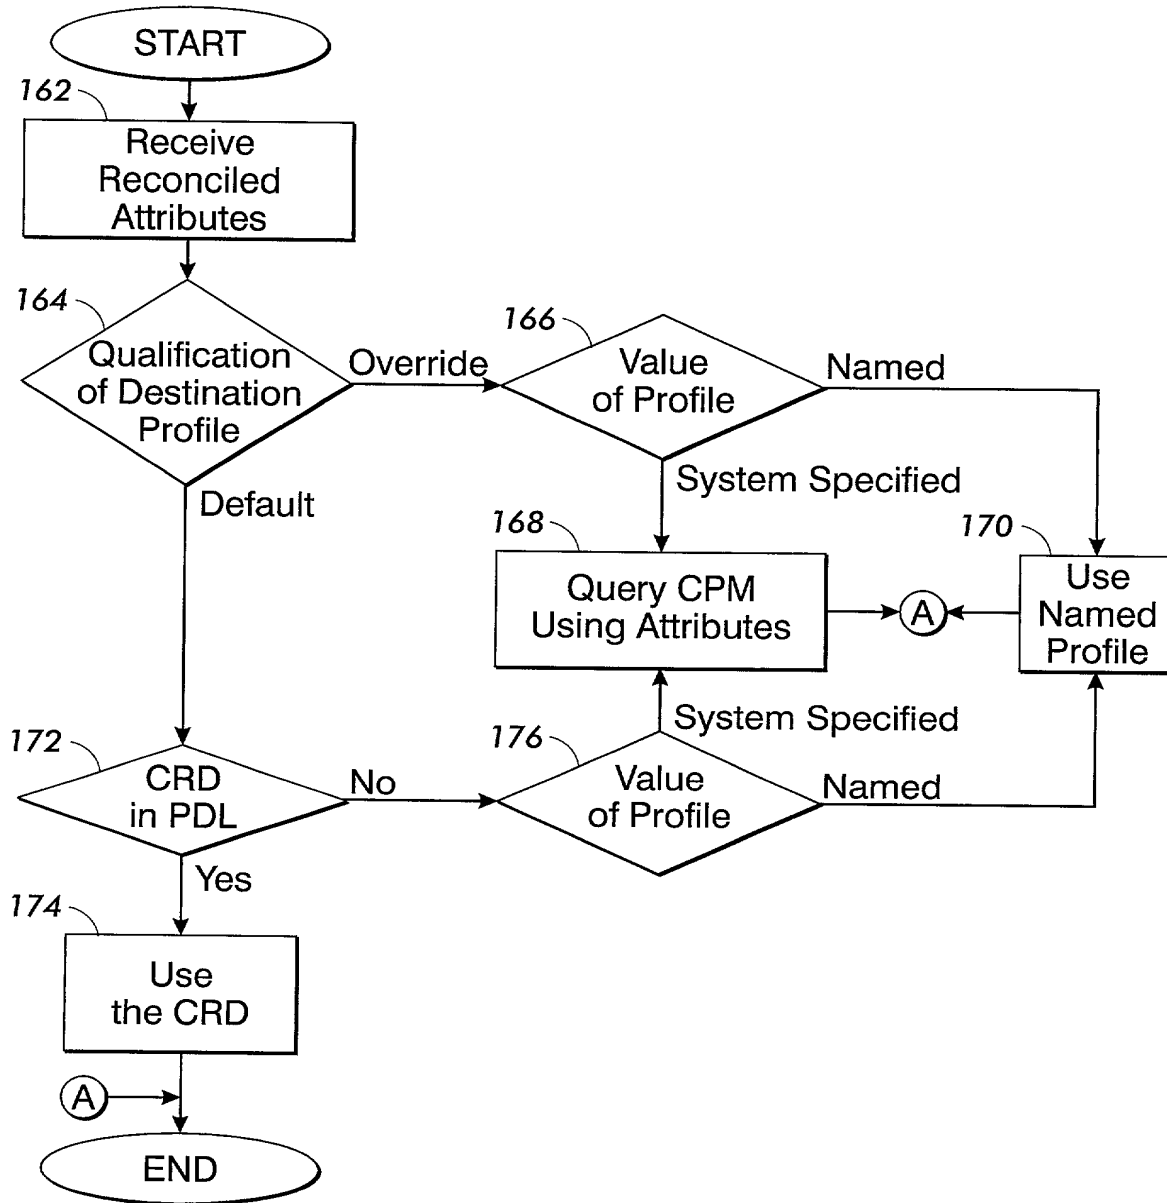 START
162
Receive
Reconciled
Attributes
164
Qualification
of Destination
Profile
Override
166
Value
of Profile
Named
System Specified
Default
168
Query CPM
Using Attributes
A
170
Use
Named
Profile
172
CRD
in PDL
No
176
System Specified
Value
of Profile
Named
Yes
174
Use
the CRD
A
END